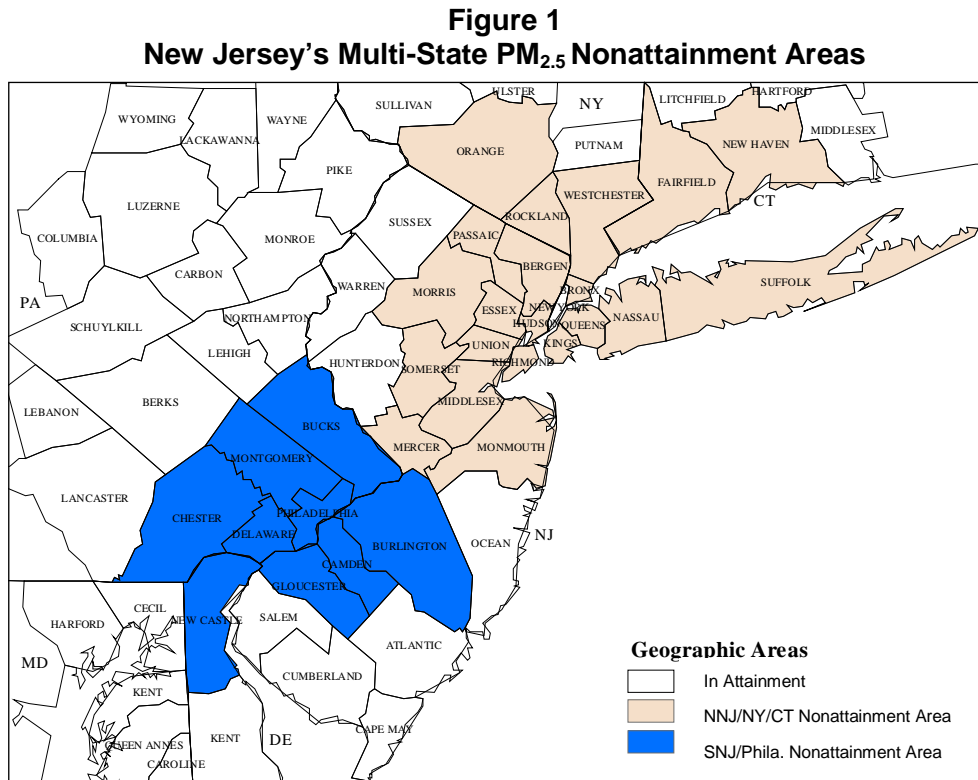 Figure 1
New Jersey's Multi-State PM2.5 Nonattainment Areas
ULSTER
HARTFORD
SULLIVAN
NY
LITCHFIELD
WYOMING
WAYNE
MIDDLESEX
LACKAWANNA
PUTNAM
NEW HAVEN
ORANGE
PIKE
FAIRFIELD
WESTCHESTER
CT
LUZERNE
SUSSEX
ROCKLAND
COLUMBIA
MONROE
PASSAIC
BERGEN
CARBON
SUFFOLK
WARREN
MORRIS
BRONX
PA
ESSEX
NEW YORK
NASSAU
NORTHAMPTON
HUDSON
QUEENS
SCHUYLKILL
UNION
KINGS
LEHIGH
HUNTERDON
RICHMOND
SOMERSET
BERKS
MIDDLESEX
LEBANON
BUCKS
MERCER
MONMOUTH
MONTGOMERY
LANCASTER
PHILADELPHIA
CHESTER
DELAWARE
NJ
OCEAN
BURLINGTON
CAMDEN
GLOUCESTER
CECIL
NEW CASTLE
SALEM
HARFORD
ATLANTIC
MD
CUMBERLAND
KENT
CAPE MAY
KENT
DE
QUEEN ANNES
CAROLINE
Geographic Areas
In Attainment
NNJ/NY/CT Nonattainment Area
SNJ/Phila. Nonattainment Area